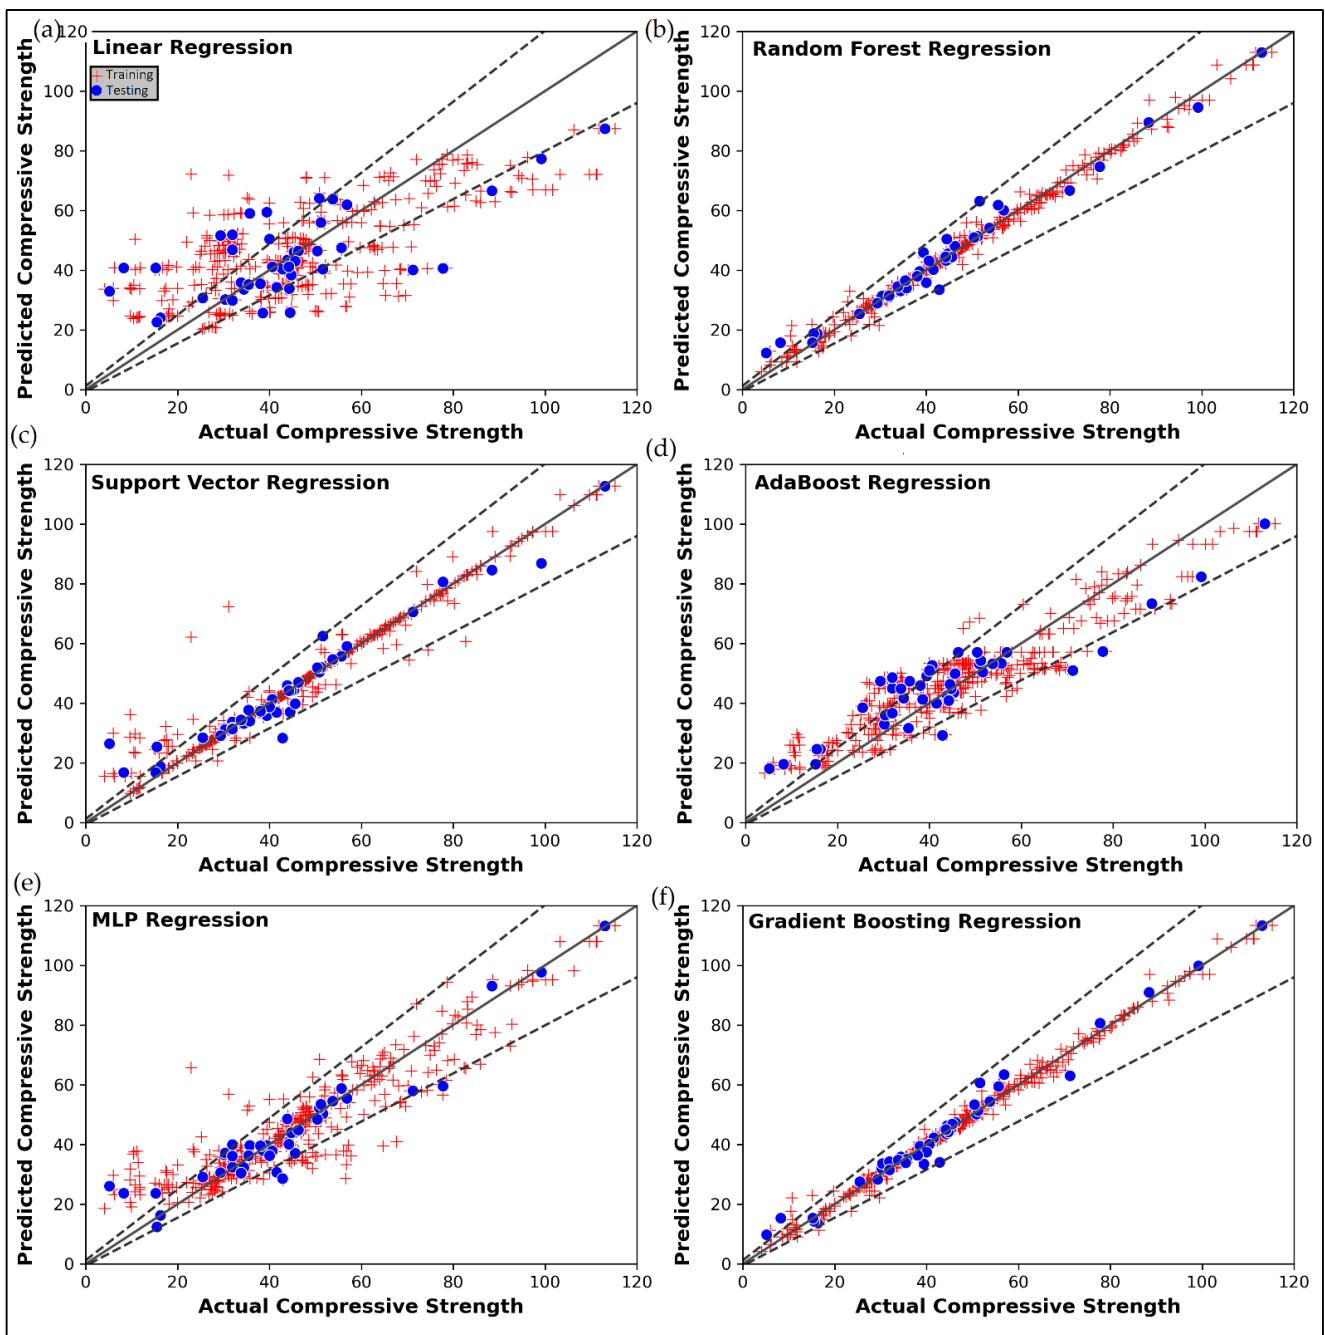 (a)
Linear Regression
Training
Testing
Predicted Compressive Strength
120
100
80
60
40
20
0
0 20 40 60 80 100 120
Actual Compressive Strength
(b)
Random Forest Regression
Predicted Compressive Strength
120
100
80
60
40
20
0
0 20 40 60 80 100 120
Actual Compressive Strength
(c)
Support Vector Regression
Predicted Compressive Strength
120
100
80
60
40
20
0
0 20 40 60 80 100 120
Actual Compressive Strength
(d)
AdaBoost Regression
Predicted Compressive Strength
120
100
80
60
40
20
0
0 20 40 60 80 100 120
Actual Compressive Strength
(e)
MLP Regression
Predicted Compressive Strength
120
100
80
60
40
20
0
0 20 40 60 80 100 120
Actual Compressive Strength
(f)
Gradient Boosting Regression
Predicted Compressive Strength
120
100
80
60
40
20
0
0 20 40 60 80 100 120
Actual Compressive Strength